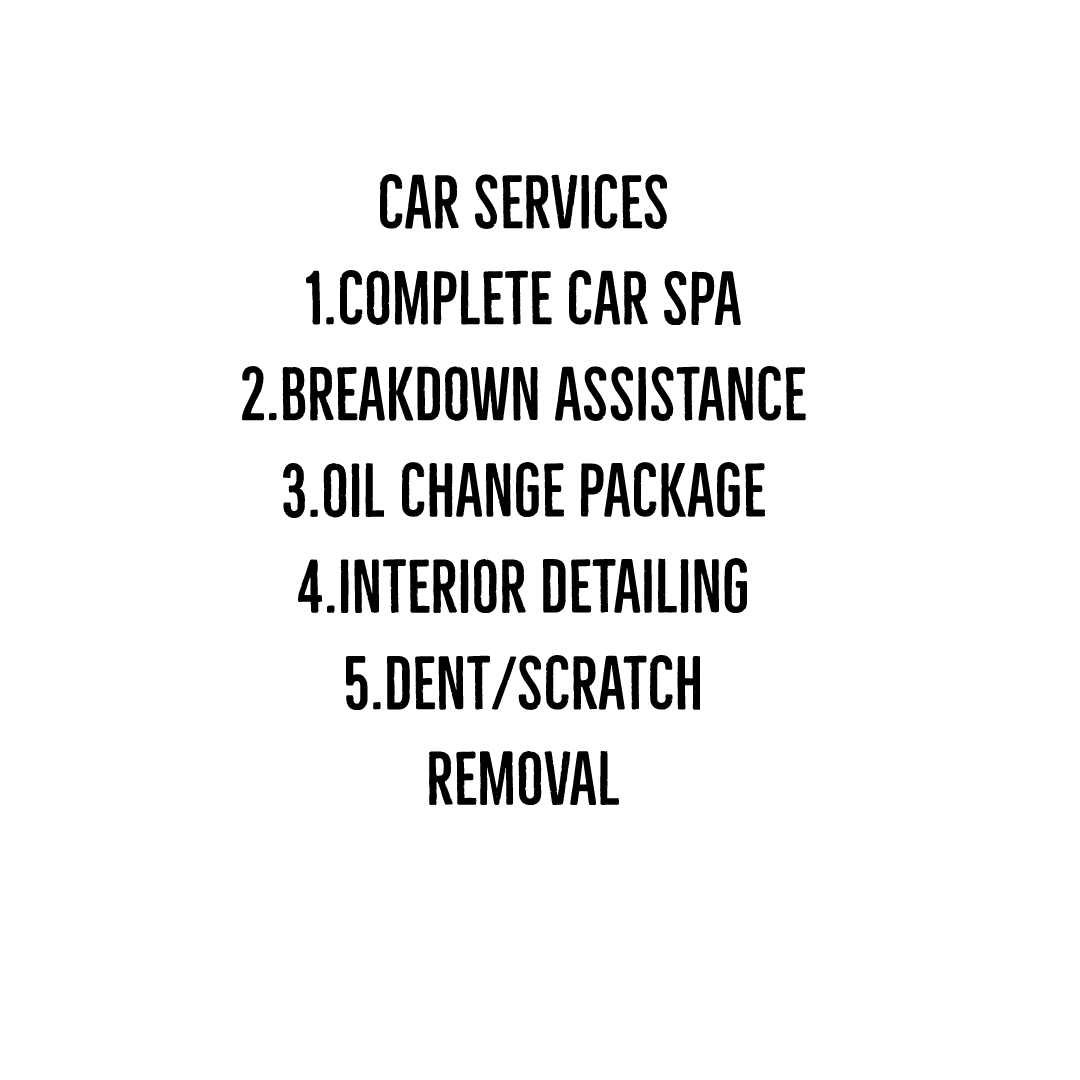 CAR SERVICES
1.COMPLETE CAR SPA
2.BREAKDOWN ASSISTANCE
3.OIL CHANGE PACKAGE
4.INTERIOR DETAILING
5.DENT/SCRATCH
REMOVAL